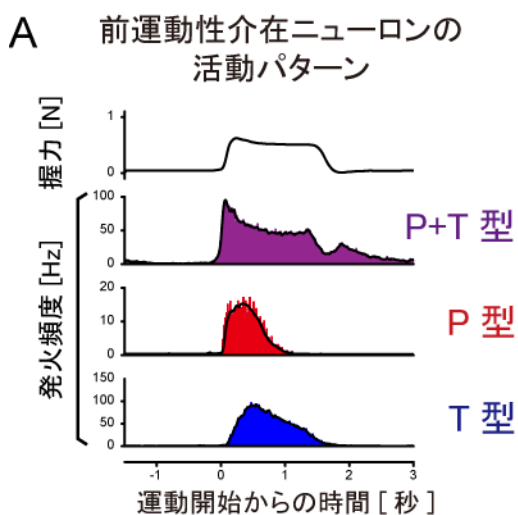 A
前運動性介在ニューロンの
活動パターン
握力 [N]
1
0
発火頻度 [Hz]
100
50
0
P+T 型
20
10
0
P 型
150
100
50
0
T 型
-1 0 1 2 3
運動開始からの時間 [ 秒 ]